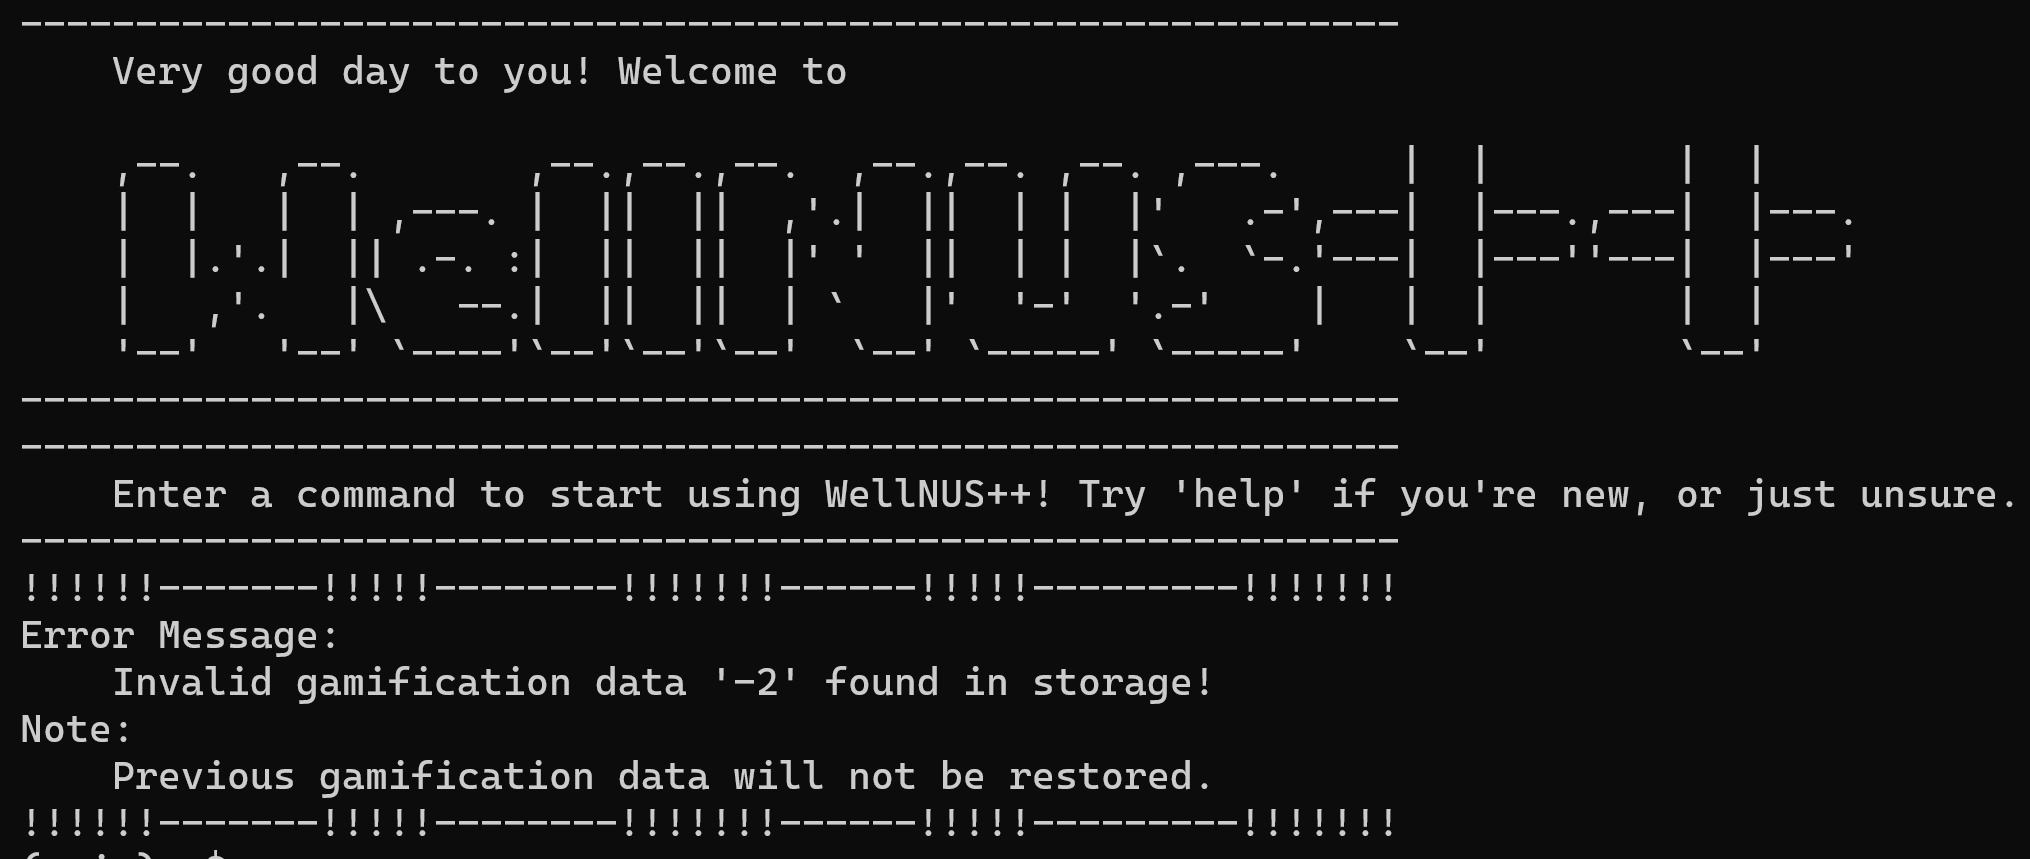 ------------------------------------------------------------
    Very good day to you! Welcome to
WellNUS++
------------------------------------------------------------
------------------------------------------------------------
    Enter a command to start using WellNUS++! Try 'help' if you're new, or just unsure.
------------------------------------------------------------
!!!!!!-------!!!!!--------!!!!!!!------!!!!!---------!!!!!!!
Error Message:
    Invalid gamification data '-2' found in storage!
Note:
    Previous gamification data will not be restored.
!!!!!!-------!!!!!--------!!!!!!!------!!!!!---------!!!!!!!